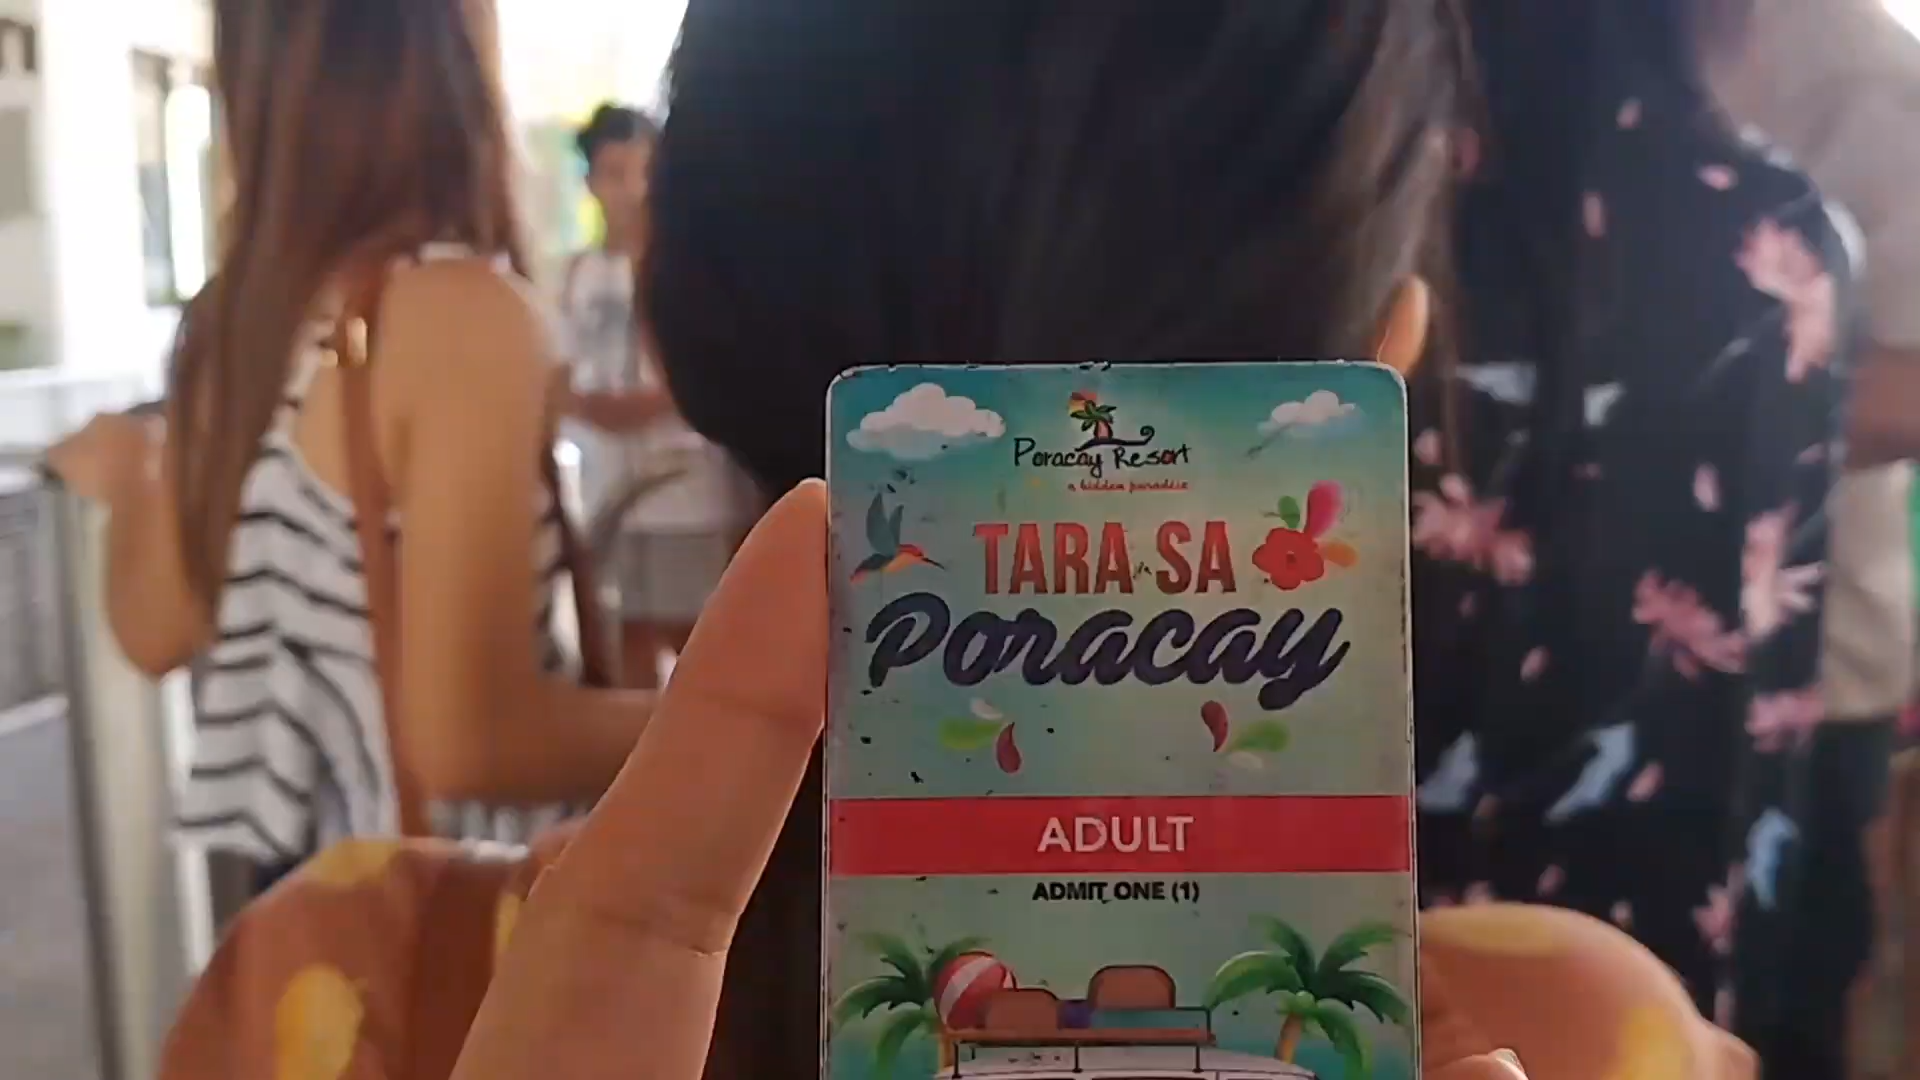 Poracay Resort
a hidden paradise
TARA SA
Poracay
ADULT
ADMIT ONE (1)